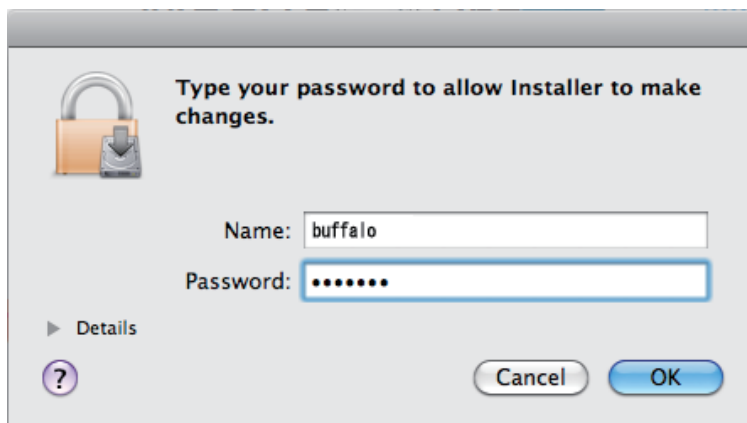 Type your password to allow Installer to make
changes.
Name: buffalo
Password: •••••••
Details
?
Cancel OK